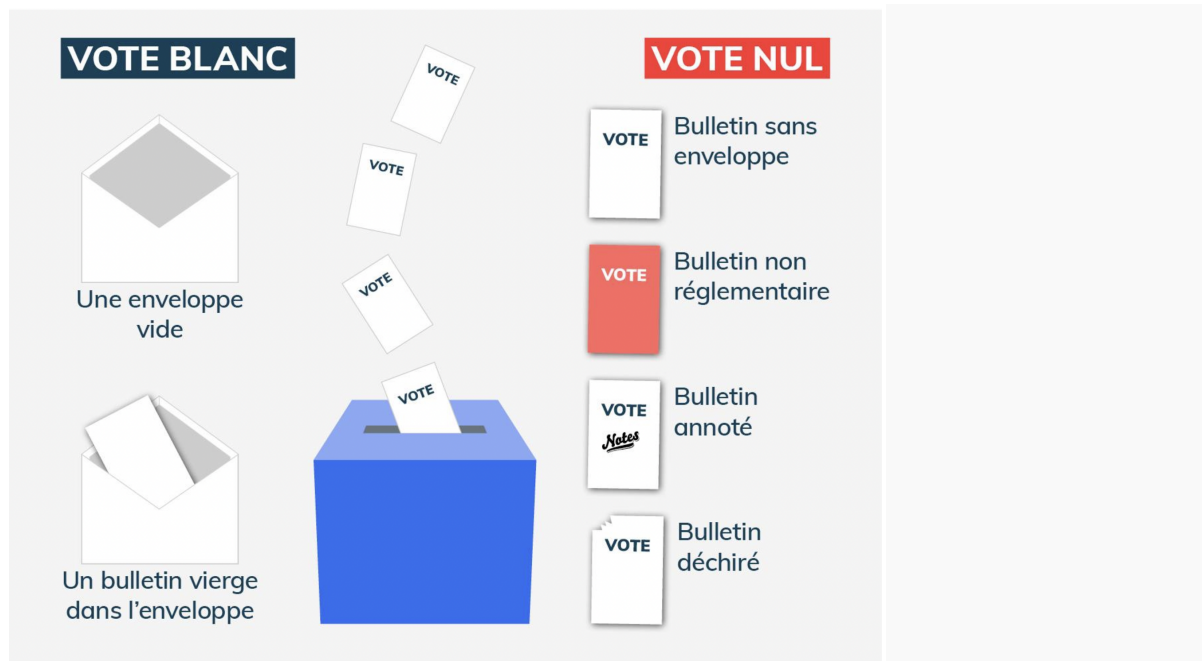 VOTE BLANC
Une enveloppe
vide
Un bulletin vierge
dans l'enveloppe
VOTE
VOTE
VOTE
VOTE
VOTE NUL
VOTE
Bulletin sans
enveloppe
VOTE
Bulletin non
réglementaire
VOTE
Notes
Bulletin
annoté
VOTE
Bulletin
déchiré